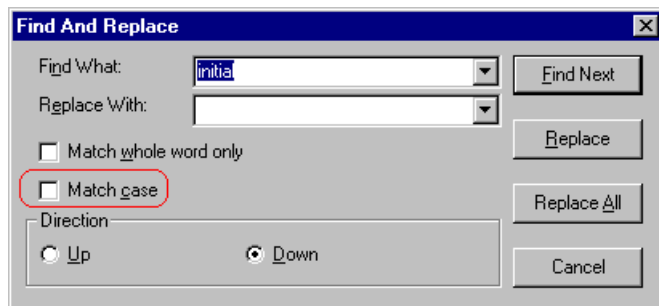 Find And Replace
Find What: initial
Find Next
Replace With:
Replace
Match whole word only
Match case
Replace All
Direction
Up Down
Cancel